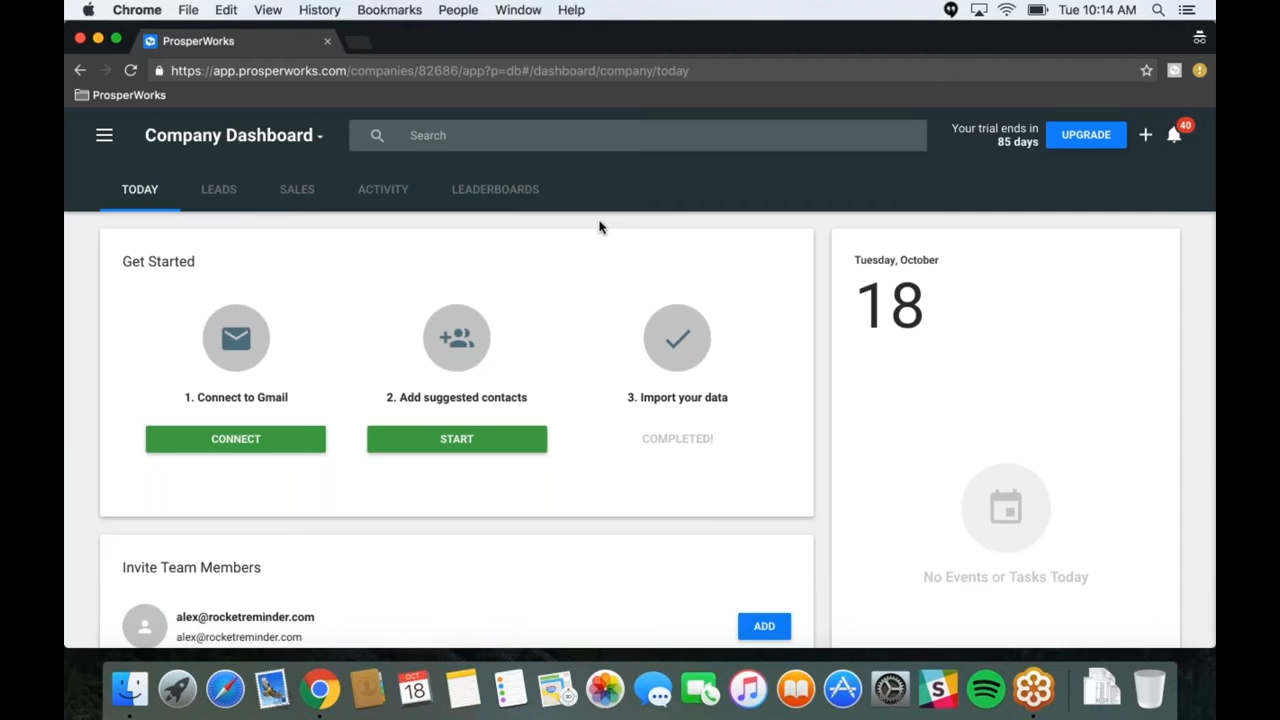 Chrome File Edit View History Bookmarks People Window Help Tue 10:14 AM
ProsperWorks
https://app.prosperworks.com/companies/82686/app?p=db#/dashboard/company/today
ProsperWorks
Company Dashboard
Search
Your trial ends in
85 days
UPGRADE
40
TODAY LEADS SALES ACTIVITY LEADERBOARDS
Get Started
1. Connect to Gmail
CONNECT
2. Add suggested contacts
START
3. Import your data
COMPLETED!
Tuesday, October
18
No Events or Tasks Today
Invite Team Members
alex@rocketreminder.com
alex@rocketreminder.com
ADD
OCT
18